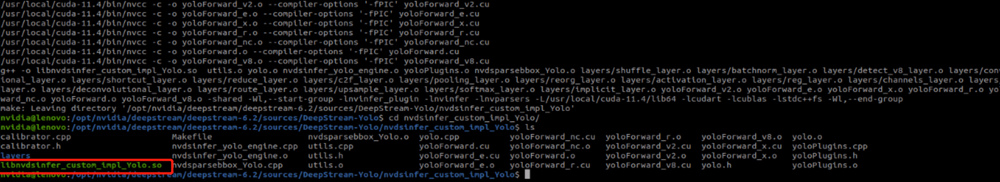 /usr/local/cuda-11.4/bin/nvcc -c -o yoloForward_v2.o --compiler-options '-fPIC' yoloForward_v2.cu
/usr/local/cuda-11.4/bin/nvcc -c -o yoloForward_e.o --compiler-options '-fPIC' yoloForward_e.cu
/usr/local/cuda-11.4/bin/nvcc -c -o yoloForward_x.o --compiler-options '-fPIC' yoloForward_x.cu
/usr/local/cuda-11.4/bin/nvcc -c -o yoloForward_r.o --compiler-options '-fPIC' yoloForward_r.cu
/usr/local/cuda-11.4/bin/nvcc -c -o yoloForward_nc.o --compiler-options '-fPIC' yoloForward_nc.cu
/usr/local/cuda-11.4/bin/nvcc -c -o yoloForward.o --compiler-options '-fPIC' yoloForward.cu
/usr/local/cuda-11.4/bin/nvcc -c -o yoloForward_v8.o --compiler-options '-fPIC' yoloForward_v8.cu
g++ -o libnvdsinfer_custom_impl_Yolo.so  utils.o yolo.o nvdsinfer_yolo_engine.o yoloPlugins.o nvdsparsebbox_Yolo.o layers/shuffle_layer.o layers/batchnorm_layer.o layers/detect_v8_layer.o layers/con
ional_layer.o layers/shortcut_layer.o layers/reduce_layer.o layers/c2f_layer.o layers/pooling_layer.o layers/reorg_layer.o layers/activation_layer.o layers/reg_layer.o layers/channels_layer.o layers
layer.o layers/deconvolutional_layer.o layers/route_layer.o layers/upsample_layer.o layers/softmax_layer.o layers/implicit_layer.o yoloForward_v2.o yoloForward_e.o yoloForward_x.o yoloForward_r.o yo
ward_nc.o yoloForward.o yoloForward_v8.o -shared -Wl,--start-group -lnvinfer_plugin -lnvinfer -lnvparsers -L/usr/local/cuda-11.4/lib64 -lcudart -lcublas -lstdc++fs -Wl,--end-group
make: Leaving directory '/opt/nvidia/deepstream/deepstream-6.2/sources/DeepStream-Yolo/nvdsinfer_custom_impl_Yolo'
nvidia@lenovo:/opt/nvidia/deepstream/deepstream-6.2/sources/DeepStream-Yolo$ cd nvdsinfer_custom_impl_Yolo/
nvidia@lenovo:/opt/nvidia/deepstream/deepstream-6.2/sources/DeepStream-Yolo/nvdsinfer_custom_impl_Yolo$ ls
calibrator.cpp Makefile nvdsparsebbox_Yolo.o yolo.cpp yoloForward_nc.cu yoloForward_r.o yoloForward_v8.o yolo.o
calibrator.h nvdsinfer_yolo_engine.cpp utils.cpp yoloForward.cu yoloForward_nc.o yoloForward_v2.cu yoloForward_x.cu yoloPlugins.cpp
layers nvdsinfer_yolo_engine.o utils.h yoloForward_e.cu yoloForward.o yoloForward_v2.o yoloForward_x.o yoloPlugins.h
libnvdsinfer_custom_impl_Yolo.so nvdsparsebbox_Yolo.cpp utils.o yoloForward_e.o yoloForward_r.cu yoloForward_v8.cu yolo.h yoloPlugins.o
nvidia@lenovo:/opt/nvidia/deepstream/deepstream-6.2/sources/DeepStream-Yolo/nvdsinfer_custom_impl_Yolo$